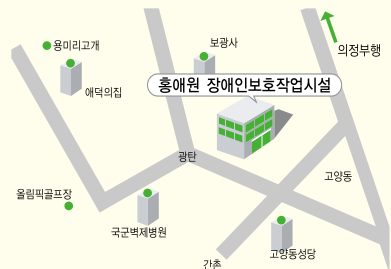 용미리고개
보광사
의정부행
애덕의집
홍애원 장애인보호작업시설
광탄
고양동
올림픽골프장
국군벽제병원
고양동성당
간촌